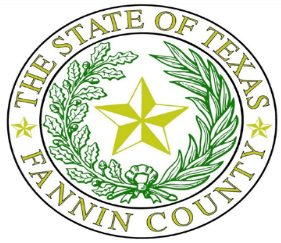 THE STATE OF TEXAS
FANNIN COUNTY